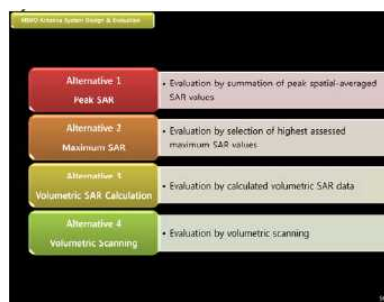 MIMO Antenna System Design & Evaluation
Alternative 1
Peak SAR
• Evaluation by summation of peak spatial-averaged
SAR values
Alternative 2
Maximum SAR
• Evaluation by selection of highest assessed
maximum SAR values
Alternative 3
Volumetric SAR Calculation
• Evaluation by calculated volumetric SAR data
Alternative 4
Volumetric Scanning
• Evaluation by volumetric scanning